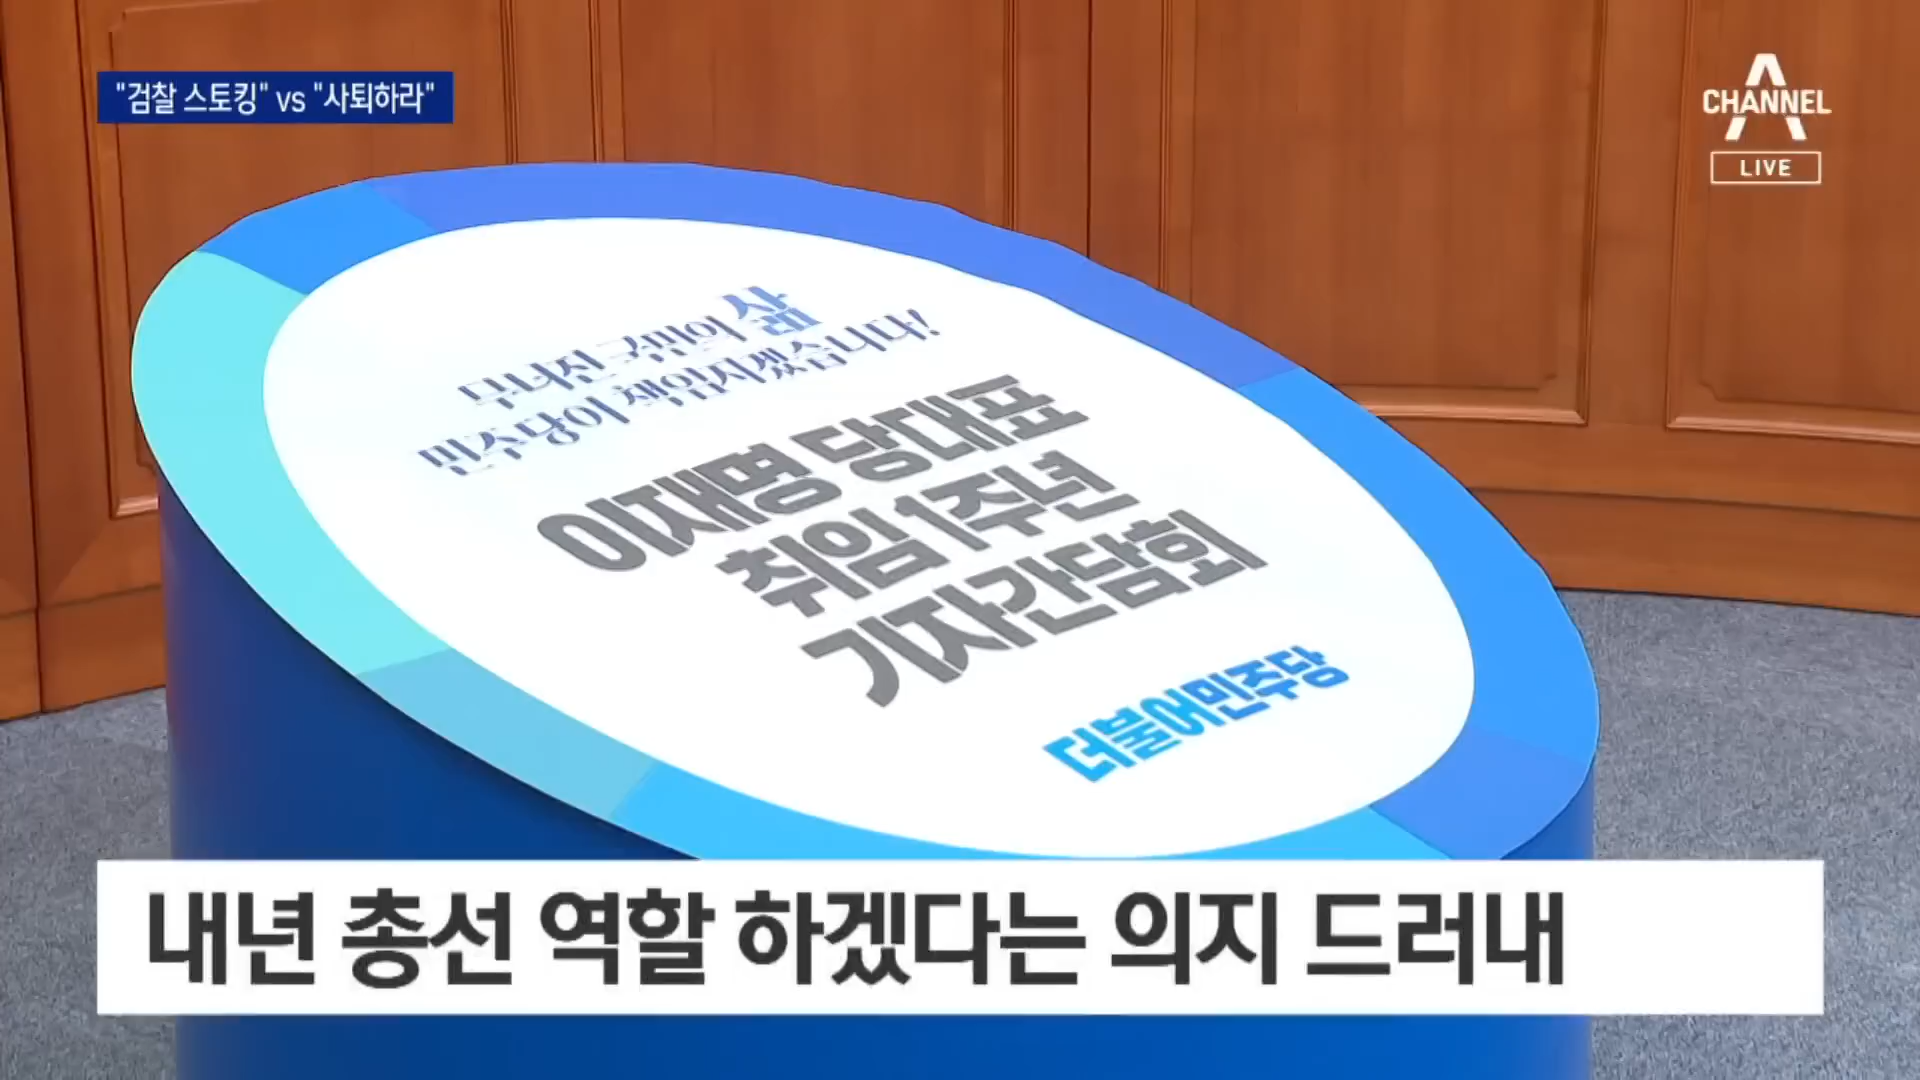 "검찰 스토킹" vs "사퇴하라"
CHANNEL A
LIVE
무너진 국민의 삶
민주당이 책임지겠습니다!
이재명 당대표
취임 1주년
기자간담회
더불어민주당
내년 총선 역할 하겠다는 의지 드러내